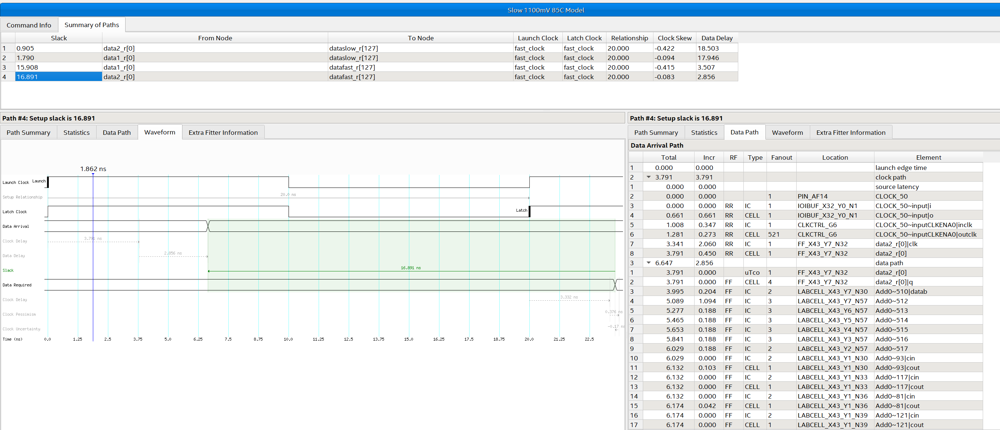 Slow 1100mV 85C Model
Command Info Summary of Paths
Slack From Node To Node Launch Clock Latch Clock Relationship Clock Skew Data Delay
1 0.905 data2_r[0] dataslow_r[127] fast_clock fast_clock 20.000 -0.422 18.503
2 1.790 data1_r[0] dataslow_r[127] fast_clock fast_clock 20.000 -0.094 17.946
3 15.908 data1_r[0] datafast_r[127] fast_clock fast_clock 20.000 -0.415 3.507
4 16.891 data2_r[0] datafast_r[127] fast_clock fast_clock 20.000 -0.083 2.856
Path #4: Setup slack is 16.891
Path Summary Statistics Data Path Waveform Extra Fitter Information
1.862 ns
Launch Clock Launch
Setup Relationship 20.0 ns
Latch Clock Latch
Data Arrival
Clock Delay 3.791 ns
Data Delay 2.856 ns
Slack 16.891 ns
Data Required
Clock Delay 3.332 ns
Clock Pessimism 0.376 ns
Clock Uncertainty -0.17 ns
Time (ns) 0.0 1.25 2.5 3.75 5.0 6.25 7.5 8.75 10.0 11.25 12.5 13.75 15.0 16.25 17.5 18.75 20.0 21.25 22.5
Path #4: Setup slack is 16.891
Path Summary Statistics Data Path Waveform Extra Fitter Information
Data Arrival Path
Total Incr RF Type Fanout Location Element
1 0.000 0.000 launch edge time
2 3.791 3.791 clock path
1 0.000 0.000 source latency
2 0.000 0.000 1 PIN_AF14 CLOCK_50
3 0.000 0.000 RR IC 1 IOIBUF_X32_Y0_N1 CLOCK_50~input|i
4 0.661 0.661 RR CELL 1 IOIBUF_X32_Y0_N1 CLOCK_50~input|o
5 1.008 0.347 RR IC 1 CLKCTRL_G6 CLOCK_50~inputCLKENA0|inclk
6 1.281 0.273 RR CELL 521 CLKCTRL_G6 CLOCK_50~inputCLKENA0|outclk
7 3.341 2.060 RR IC 1 FF_X43_Y7_N32 data2_r[0]|clk
8 3.791 0.450 RR CELL 1 FF_X43_Y7_N32 data2_r[0]
3 6.647 2.856 data path
1 3.791 0.000 uTco 1 FF_X43_Y7_N32 data2_r[0]
2 3.791 0.000 FF CELL 4 FF_X43_Y7_N32 data2_r[0]|q
3 3.995 0.204 FF IC 2 LABCELL_X43_Y7_N30 Add0~510|datab
4 5.089 1.094 FF IC 3 LABCELL_X43_Y7_N57 Add0~512
5 5.277 0.188 FF IC 3 LABCELL_X43_Y6_N57 Add0~513
6 5.465 0.188 FF IC 3 LABCELL_X43_Y5_N57 Add0~514
7 5.653 0.188 FF IC 3 LABCELL_X43_Y4_N57 Add0~515
8 5.841 0.188 FF IC 3 LABCELL_X43_Y3_N57 Add0~516
9 6.029 0.188 FF IC 2 LABCELL_X43_Y2_N57 Add0~517
10 6.029 0.000 FF IC 2 LABCELL_X43_Y1_N30 Add0~93|cin
11 6.132 0.103 FF CELL 1 LABCELL_X43_Y1_N30 Add0~93|cout
12 6.132 0.000 FF IC 2 LABCELL_X43_Y1_N33 Add0~117|cin
13 6.132 0.000 FF CELL 1 LABCELL_X43_Y1_N33 Add0~117|cout
14 6.132 0.000 FF IC 2 LABCELL_X43_Y1_N36 Add0~81|cin
15 6.174 0.042 FF CELL 1 LABCELL_X43_Y1_N36 Add0~81|cout
16 6.174 0.000 FF IC 2 LABCELL_X43_Y1_N39 Add0~121|cin
17 6.174 0.000 FF CELL 1 LABCELL_X43_Y1_N39 Add0~121|cout